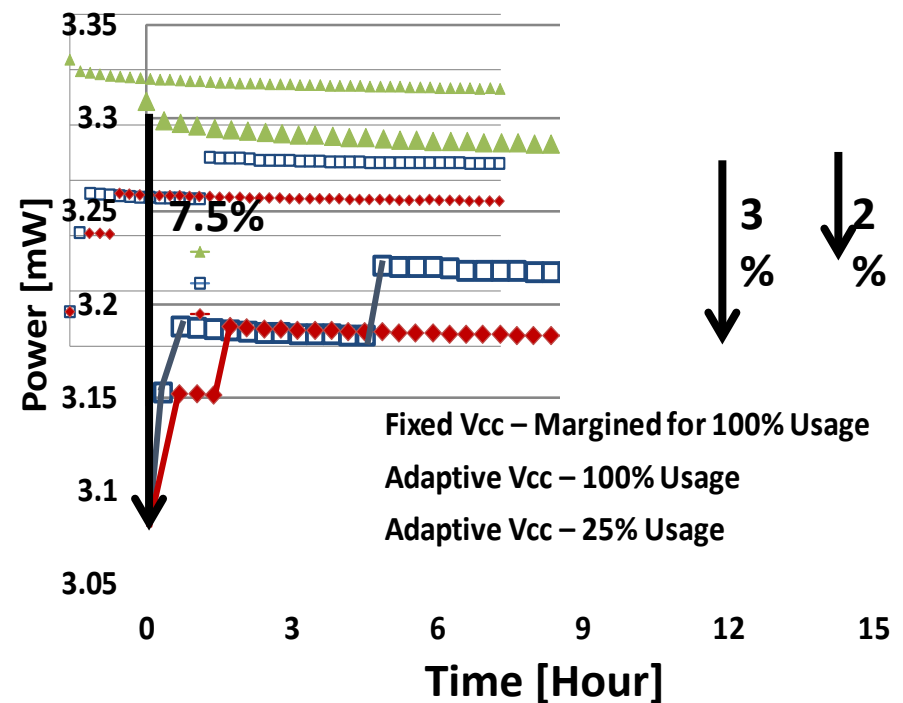 3.35
3.3
3.25
3.2
3.15
3.1
3.05
Power [mW]
7.5%
3
%
2
%
Fixed Vcc – Margined for 100% Usage
Adaptive Vcc – 100% Usage
Adaptive Vcc – 25% Usage
0 3 6 9 12 15
Time [Hour]